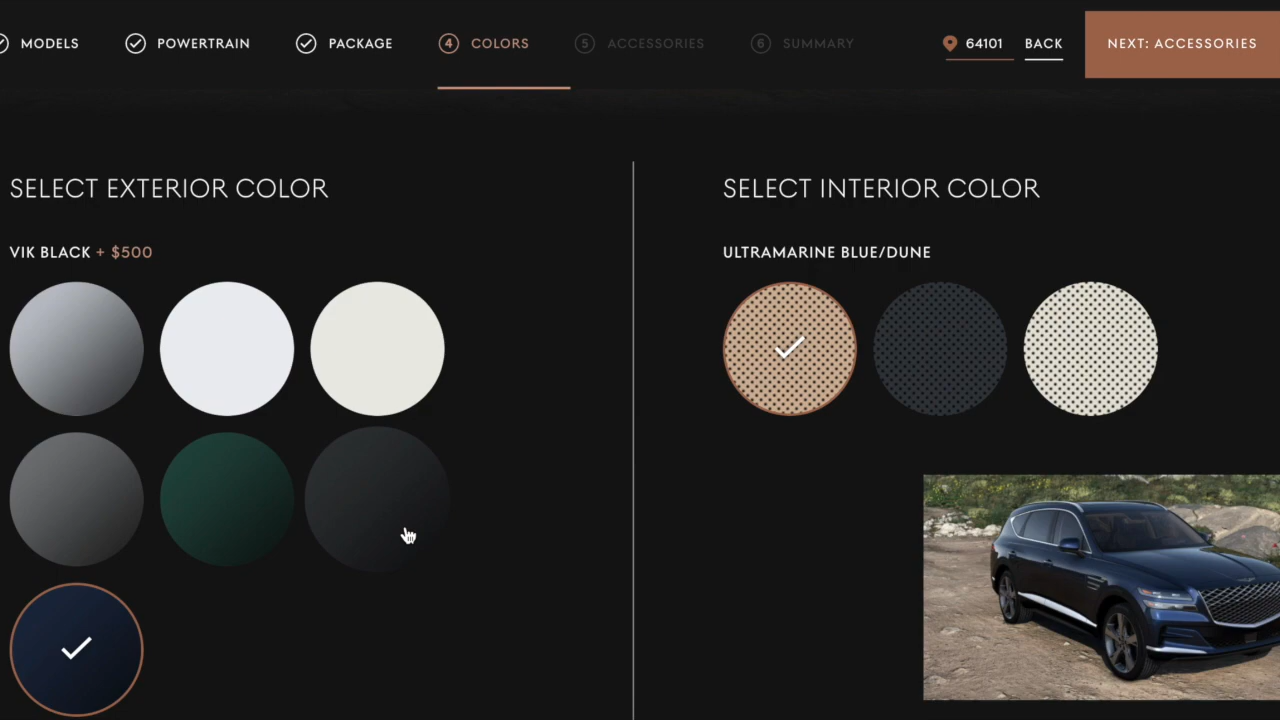 MODELS
POWERTRAIN
PACKAGE
4 COLORS
5 ACCESSORIES
6 SUMMARY
64101
BACK
NEXT: ACCESSORIES
SELECT EXTERIOR COLOR
VIK BLACK + $500
SELECT INTERIOR COLOR
ULTRAMARINE BLUE/DUNE